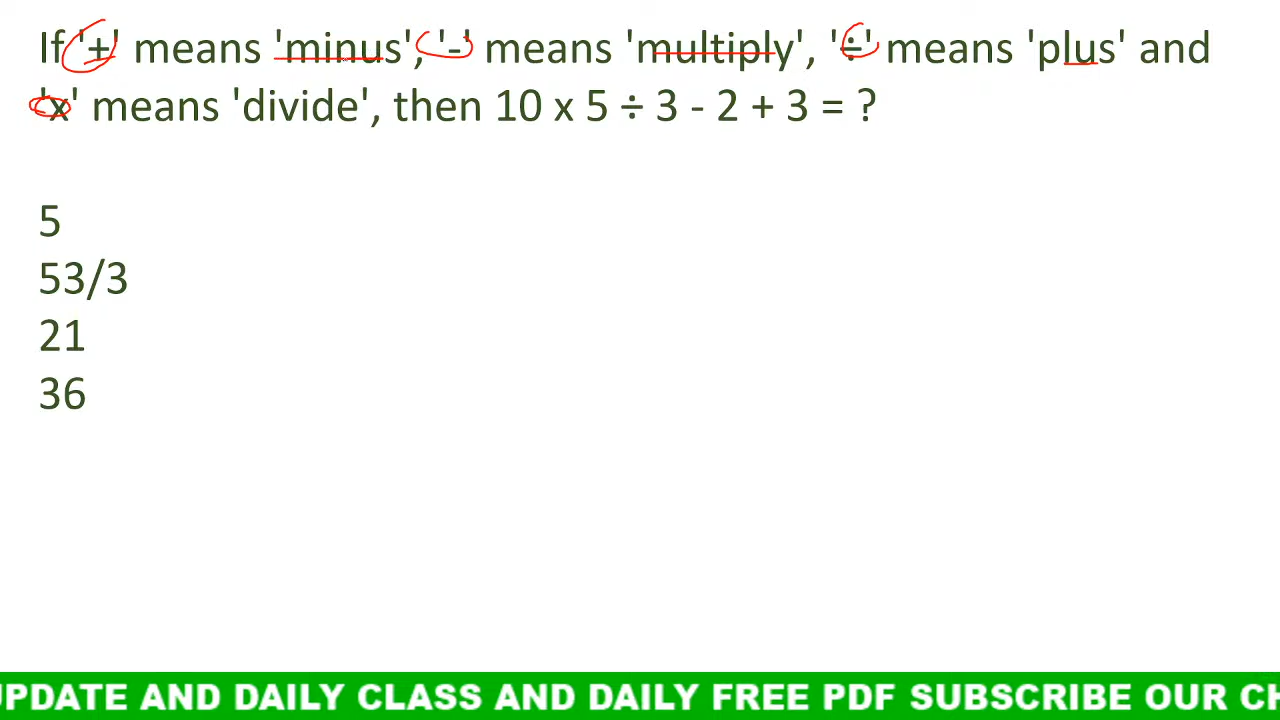 If '+' means 'minus', '-' means 'multiply', '÷' means 'plus' and
'x' means 'divide', then 10 x 5 ÷ 3 - 2 + 3 = ?
5
53/3
21
36
UPDATE AND DAILY CLASS AND DAILY FREE PDF SUBSCRIBE OUR CH